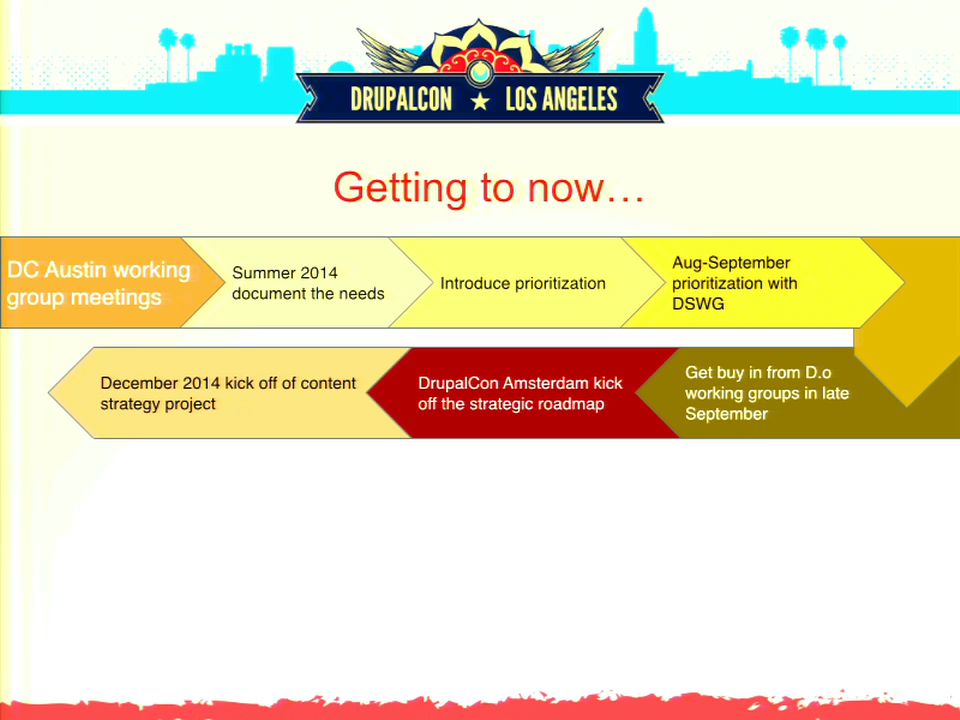 DRUPALCON ★ LOS ANGELES
Getting to now…
DC Austin working
group meetings
Summer 2014
document the needs
Introduce prioritization
Aug-September
prioritization with
DSWG
Get buy in from D.o
working groups in late
September
DrupalCon Amsterdam kick
off the strategic roadmap
December 2014 kick off of content
strategy project